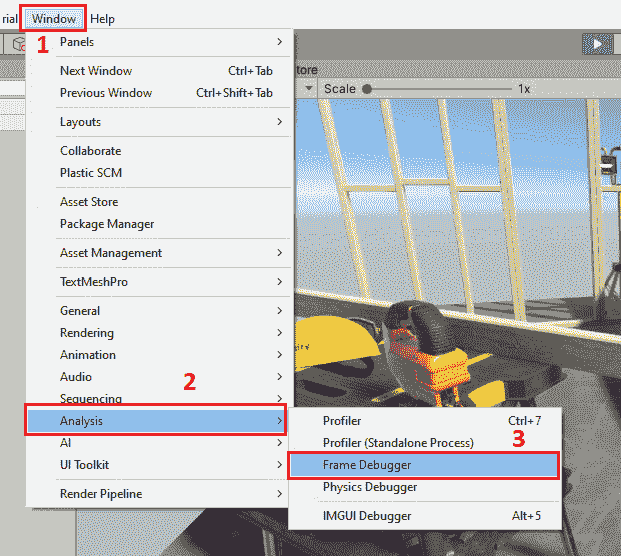 rial Window Help
1
Panels
tore
Next Window Ctrl+Tab
Scale 1x
Previous Window Ctrl+Shift+Tab
Layouts
Collaborate
Plastic SCM
Asset Store
Package Manager
Asset Management
TextMeshPro
General
Rendering
Animation
Audio
2
Sequencing
Analysis
Profiler Ctrl+7
AI
Profiler (Standalone Process)
3
UI Toolkit
Frame Debugger
Physics Debugger
Render Pipeline
IMGUI Debugger Alt+5